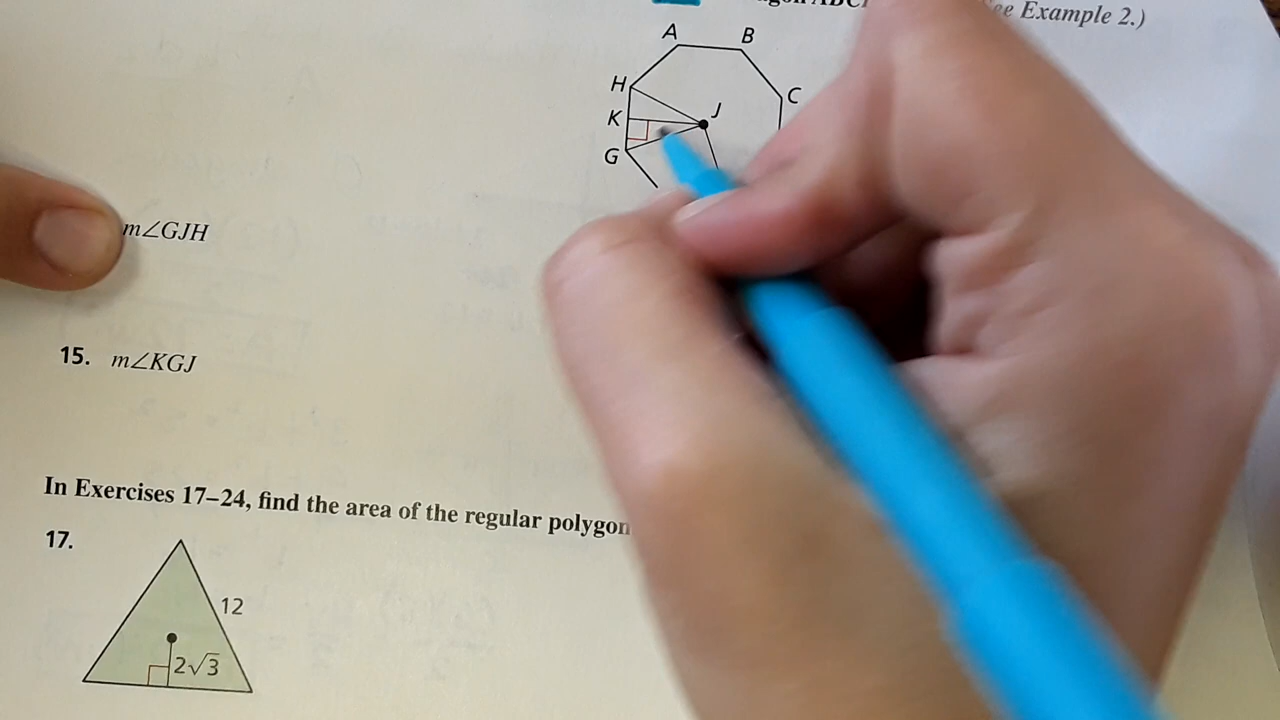 Example 2.)
A
B
H
C
K
J
G
m∠GJH
15. m∠KGJ
In Exercises 17–24, find the area of the regular polygon
17.
12
2√3